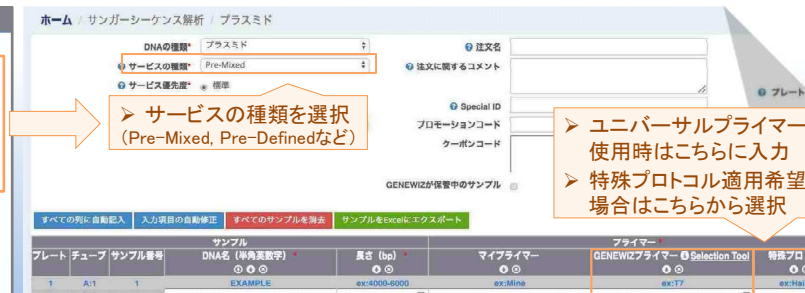 ホーム / サンガーシーケンス解析 / プラスミド
DNAの種類* プラスミド
サービスの種類* Pre-Mixed
サービス優先度* 標準
注文名
注文に関するコメント
Special ID
プロモーションコード
クーポンコード
GENEWIZが保管中のサンプル
プレート
➢ サービスの種類を選択
(Pre-Mixed, Pre-Definedなど)
➢ ユニバーサルプライマー
使用時はこちらに入力
➢ 特殊プロトコル適用希望
場合はこちらから選択
すべての列に自動記入 入力項目の自動修正 すべてのサンプルを消去 サンプルをExcelにエクスポート
サンプル プライマー*
プレート チューブ サンプル番号 DNA名 (半角英数字) * 長さ (bp) * マイプライマー GENEWIZプライマー Selection Tool 特殊プロ
1 A:1 1 EXAMPLE ex:4000-6000 ex:Mine ex:T7 ex:Hai